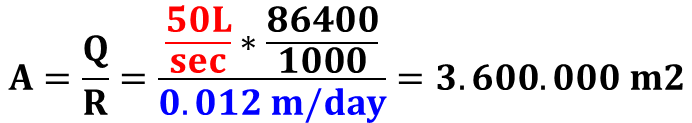 A = Q/R = (50L/sec * 86400/1000) / (0.012 m/day) = 3.600.000 m2